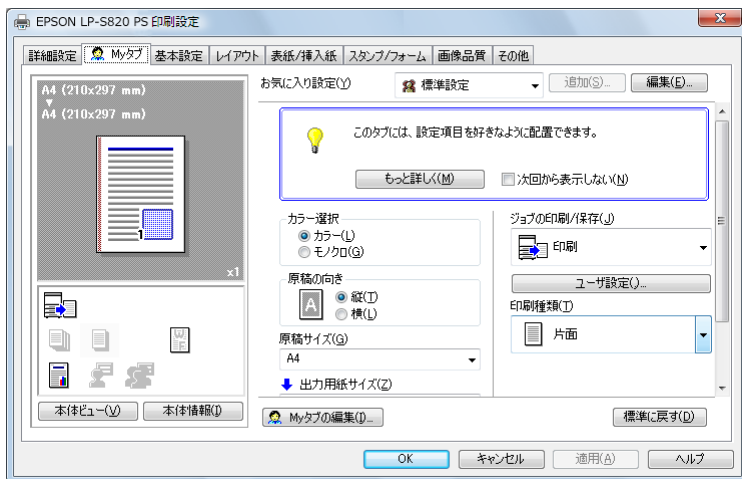 EPSON LP-S820 PS 印刷設定
詳細設定 Myタブ 基本設定 レイアウト 表紙/挿入紙 スタンプ/フォーム 画像品質 その他
A4 (210x297 mm)
A4 (210x297 mm)
1
x1
本体ビュー(V) 本体情報(I)
お気に入り設定(Y) 標準設定 追加(S)... 編集(E)...
このタブには、設定項目を好きなように配置できます。
もっと詳しく(M) 次回から表示しない(N)
カラー選択
カラー(L)
モノクロ(G)
原稿の向き
A
縦(T)
横(L)
原稿サイズ(G)
A4
出力用紙サイズ(Z)
ジョブの印刷/保存(J)
印刷
ユーザ設定()...
印刷種類(T)
片面
Myタブの編集(I)... 標準に戻す(D)
OK キャンセル 適用(A) ヘルプ